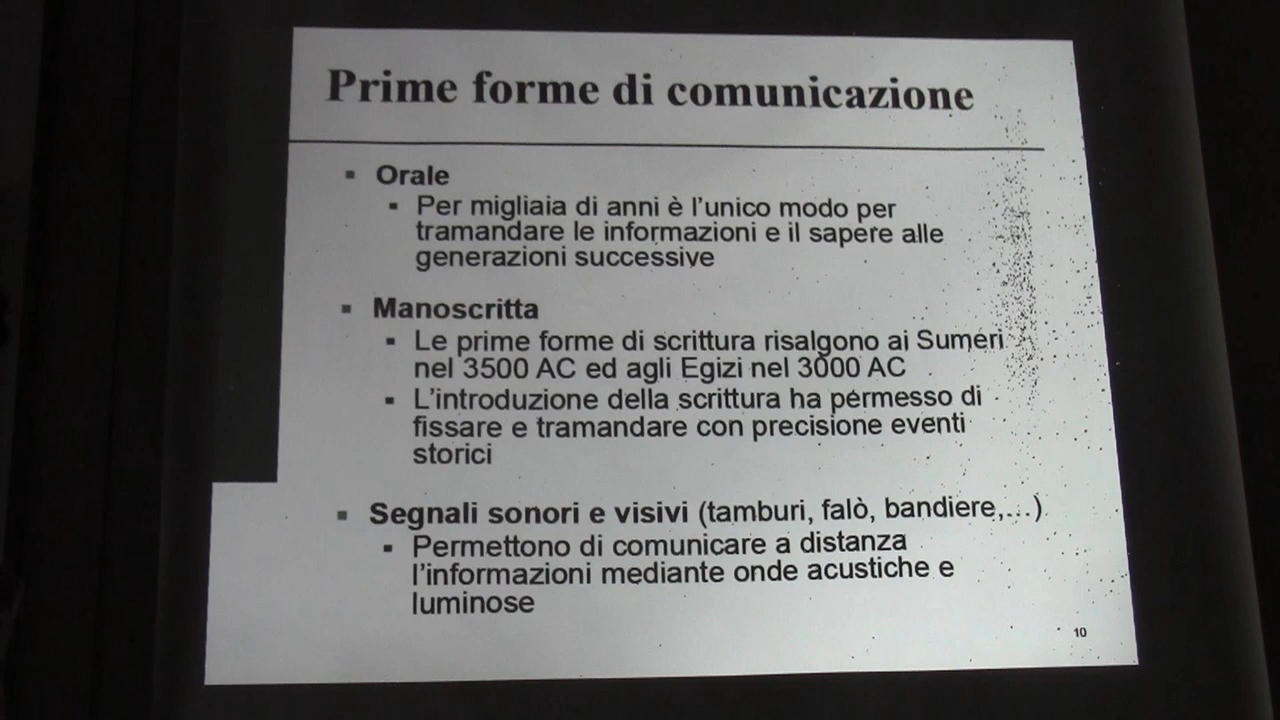 Prime forme di comunicazione
▪ Orale
▪ Per migliaia di anni è l'unico modo per
tramandare le informazioni e il sapere alle
generazioni successive
▪ Manoscritta
▪ Le prime forme di scrittura risalgono ai Sumeri
nel 3500 AC ed agli Egizi nel 3000 AC
▪ L'introduzione della scrittura ha permesso di
fissare e tramandare con precisione eventi
storici
▪ Segnali sonori e visivi (tamburi, falò, bandiere,...)
▪ Permettono di comunicare a distanza
l'informazioni mediante onde acustiche e
luminose
10